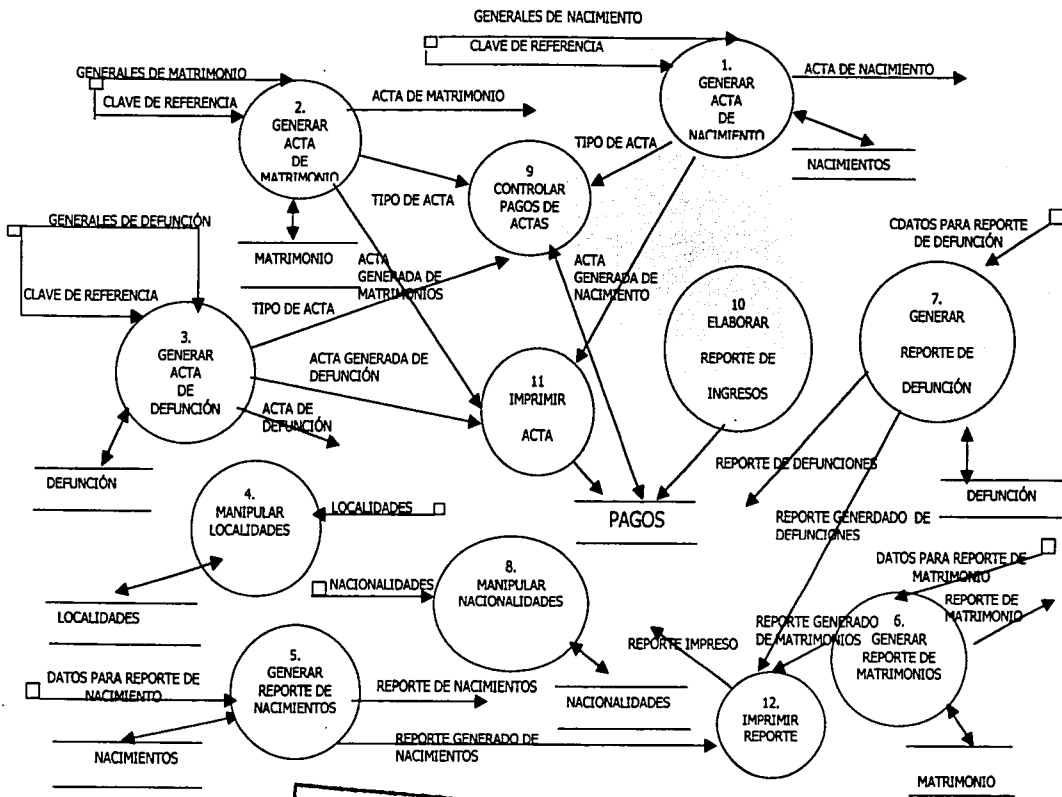 GENERALES DE NACIMIENTO
CLAVE DE REFERENCIA
1.
GENERAR
ACTA
DE
NACIMIENTO
ACTA DE NACIMIENTO
NACIMIENTOS
GENERALES DE MATRIMONIO
CLAVE DE REFERENCIA
2.
GENERAR
ACTA
DE
MATRIMONIO
ACTA DE MATRIMONIO
TIPO DE ACTA
TIPO DE ACTA
9
CONTROLAR
PAGOS DE
ACTAS
MATRIMONIO
ACTA
GENERADA DE
MATRIMONIOS
ACTA
GENERADA DE
NACIMIENTO
GENERALES DE DEFUNCIÓN
CLAVE DE REFERENCIA
3.
GENERAR
ACTA
DE
DEFUNCIÓN
TIPO DE ACTA
ACTA GENERADA DE
DEFUNCIÓN
ACTA DE
DEFUNCIÓN
DEFUNCIÓN
11
IMPRIMIR
ACTA
10
ELABORAR
REPORTE DE
INGRESOS
CDATOS PARA REPORTE
DE DEFUNCIÓN
7.
GENERAR
REPORTE DE
DEFUNCIÓN
REPORTE DE DEFUNCIONES
DEFUNCIÓN
PAGOS
REPORTE GENERDADO DE
DEFUNCIONES
4.
MANIPULAR
LOCALIDADES
LOCALIDADES
LOCALIDADES
NACIONALIDADES
8.
MANIPULAR
NACIONALIDADES
NACIONALIDADES
DATOS PARA REPORTE DE
MATRIMONIO
REPORTE DE
MATRIMONIO
6.
GENERAR
REPORTE DE
MATRIMONIOS
REPORTE GENERADO
DE MATRIMONIOS
REPORTE IMPRESO
DATOS PARA REPORTE DE
NACIMIENTO
5.
GENERAR
REPORTE DE
NACIMIENTOS
REPORTE DE NACIMIENTOS
REPORTE GENERADO DE
NACIMIENTOS
NACIMIENTOS
12.
IMPRIMIR
REPORTE
MATRIMONIO